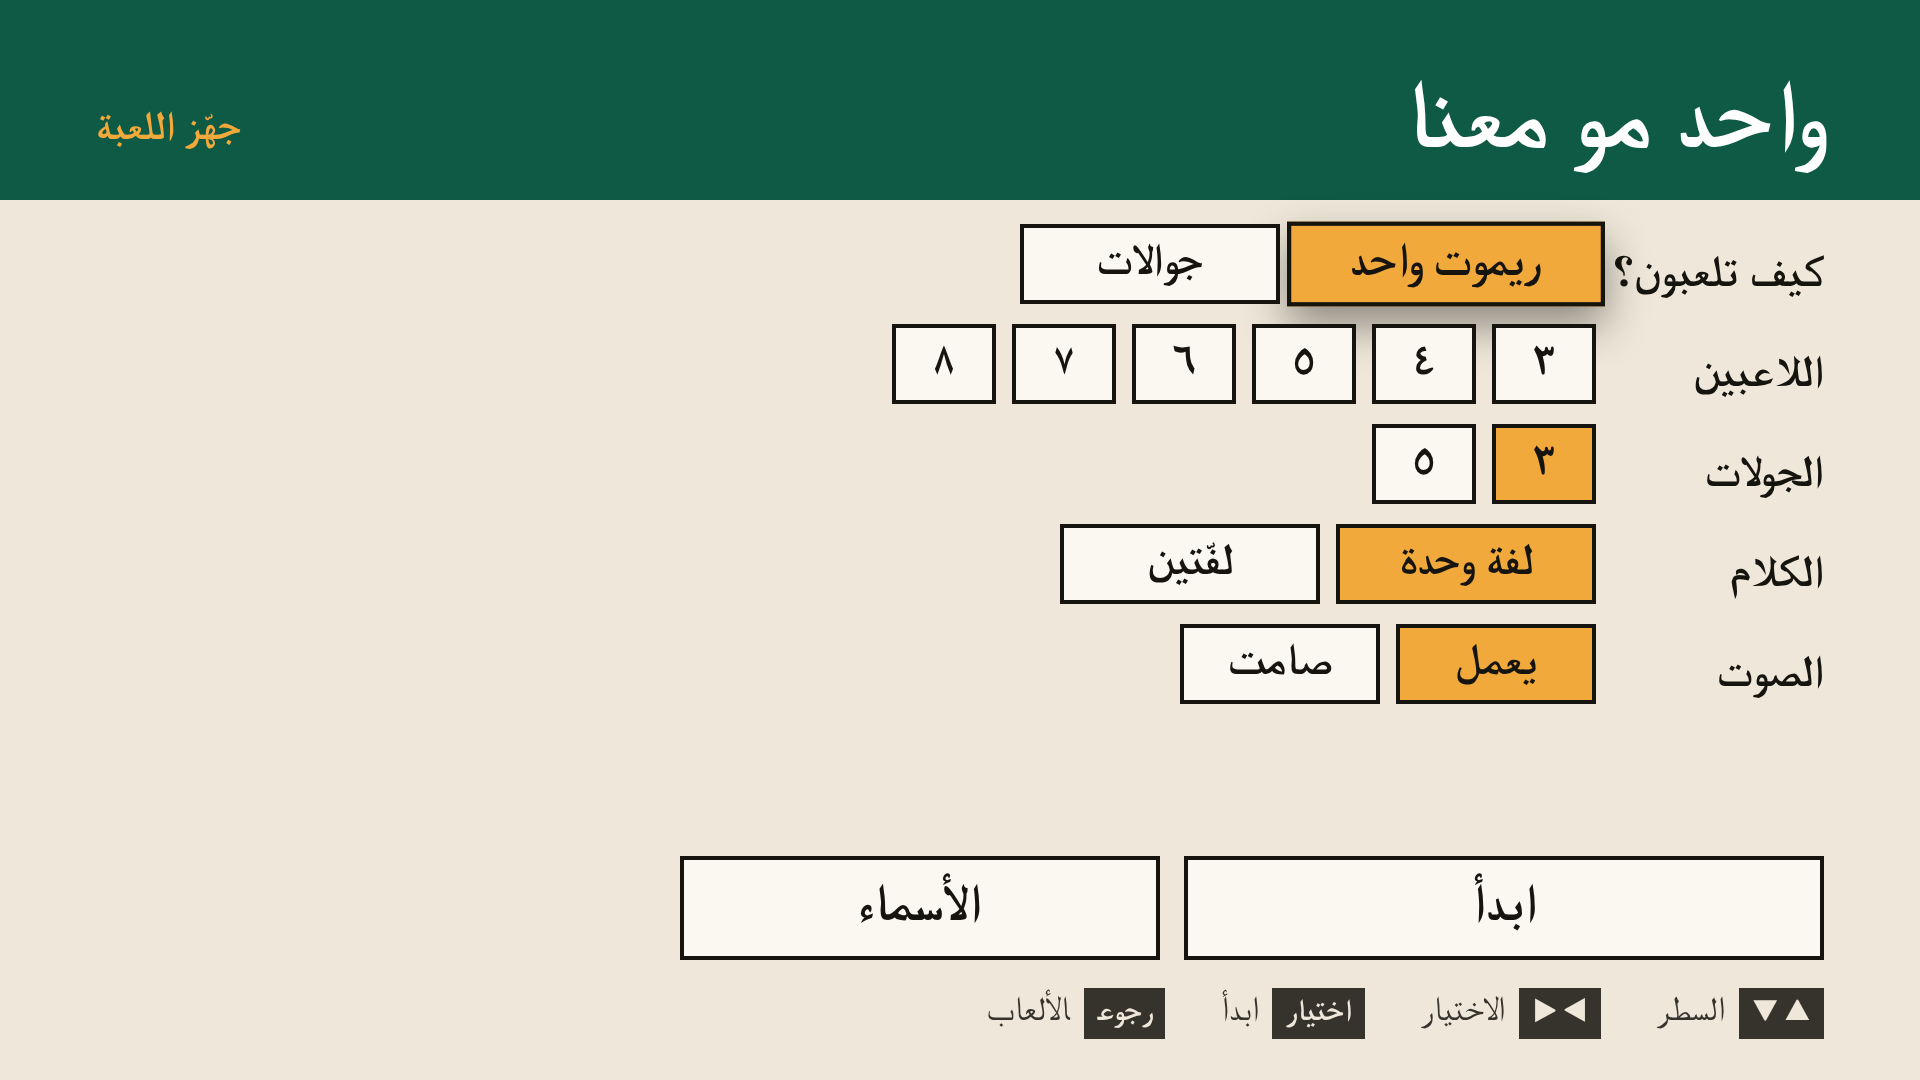 واحد مو معنا
جهّز اللعبة
كيف تلعبون؟ ريموت واحد جوالات
اللاعبين ٣ ٤ ٥ ٦ ٧ ٨
الجولات ٣ ٥
الكلام لفة وحدة لفّتين
الصوت يعمل صامت
ابدأ الأسماء
▲▼ السطر ◀▶ الاختيار اختيار ابدأ رجوع الألعاب